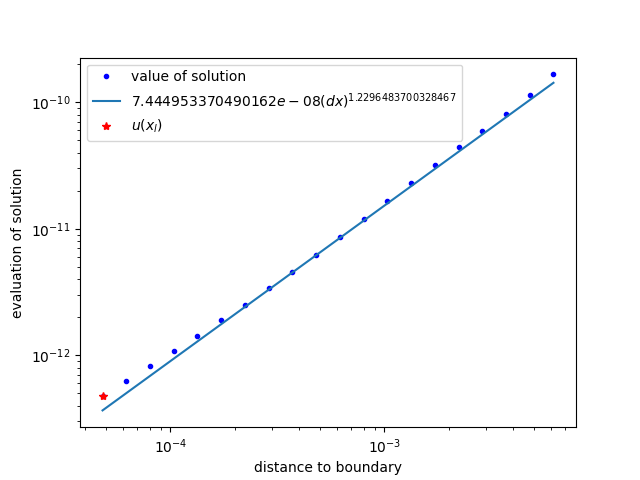 value of solution
7.444953370490162e − 08(dx)^1.2296483700328467
u(x_l)
10^−10
10^−11
10^−12
evaluation of solution
10^−4
10^−3
distance to boundary